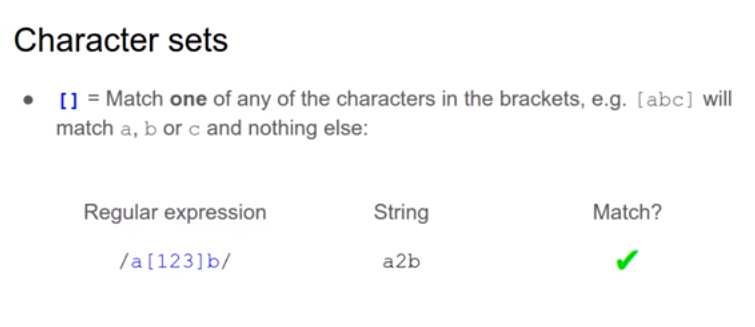 Character sets
● [] = Match one of any of the characters in the brackets, e.g. [abc] will
match a, b or c and nothing else:
Regular expression String Match?
/a[123]b/ a2b ✔